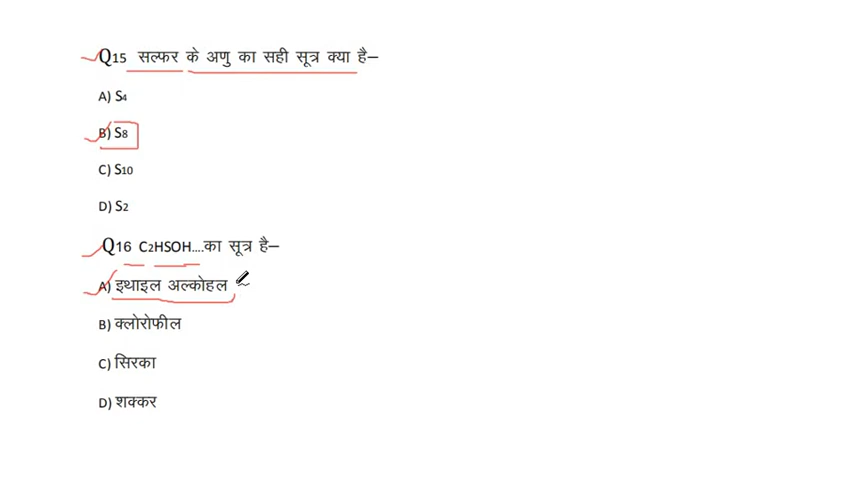 Q15 सल्फर के अणु का सही सूत्र क्या है–
A) S4
B) S8
C) S10
D) S2
Q16 C2HSOH....का सूत्र है–
A) इथाइल अल्कोहल
B) क्लोरोफील
C) सिरका
D) शक्कर